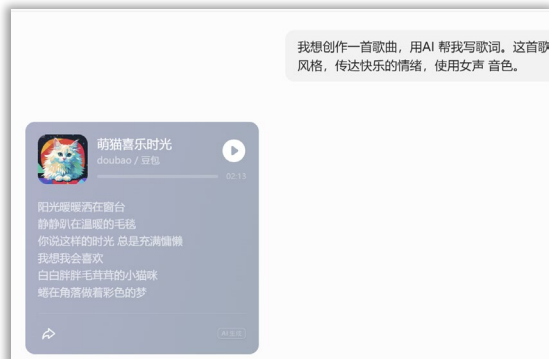 我想创作一首歌曲，用AI 帮我写歌词。这首歌
风格，传达快乐的情绪，使用女声 音色。
萌猫喜乐时光
doubao / 豆包
02:13
阳光暖暖洒在窗台
静静趴在温暖的毛毯
你说这样的时光 总是充满慵懒
我想我会喜欢
白白胖胖毛茸茸的小猫咪
蜷在角落做着彩色的梦
AI生成